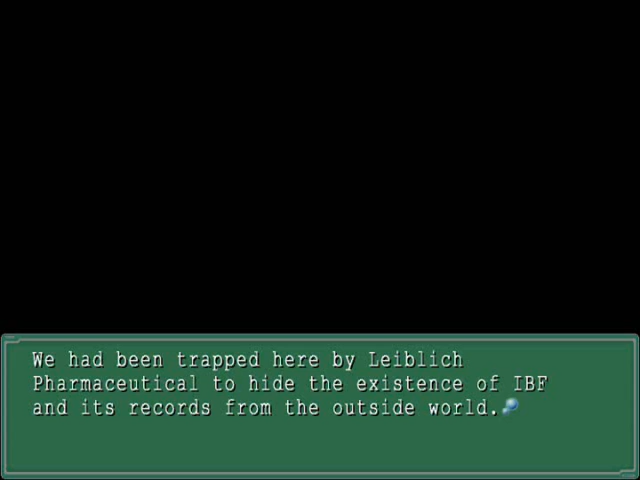 We had been trapped here by Leiblich
Pharmaceutical to hide the existence of IBF
and its records from the outside world.